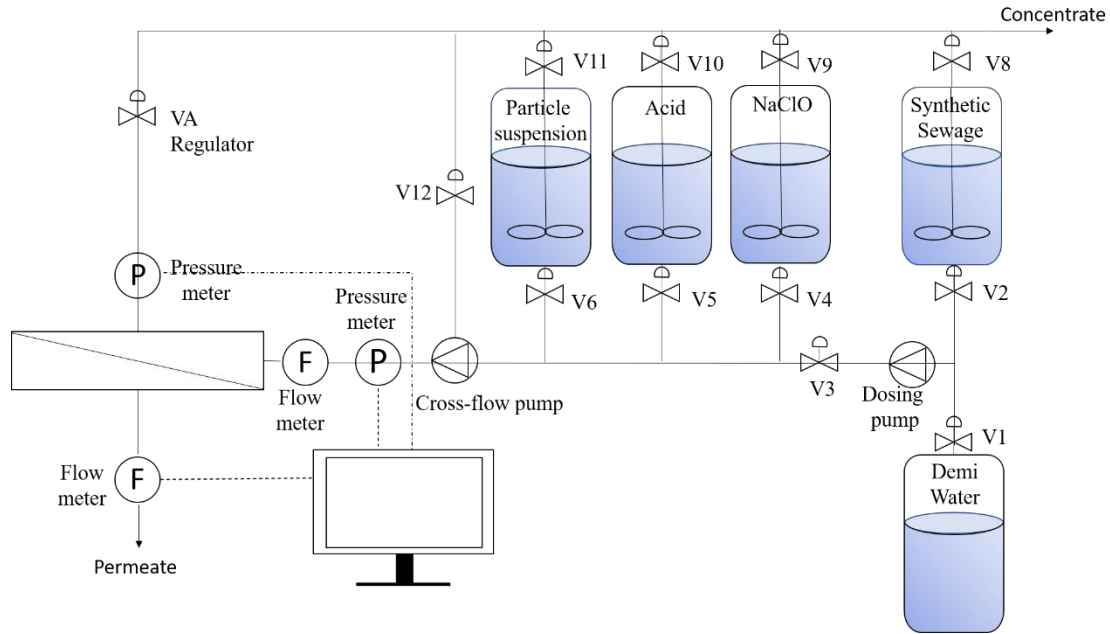 Concentrate
V11
V10
V9
V8
VA
Regulator
Particle
suspension
Acid
NaClO
Synthetic
Sewage
V12
P
Pressure
meter
Pressure
meter
V6
V5
V4
V2
F
Flow
meter
P
Cross-flow pump
V3
Dosing
pump
V1
Flow
meter
F
Demi
Water
Permeate